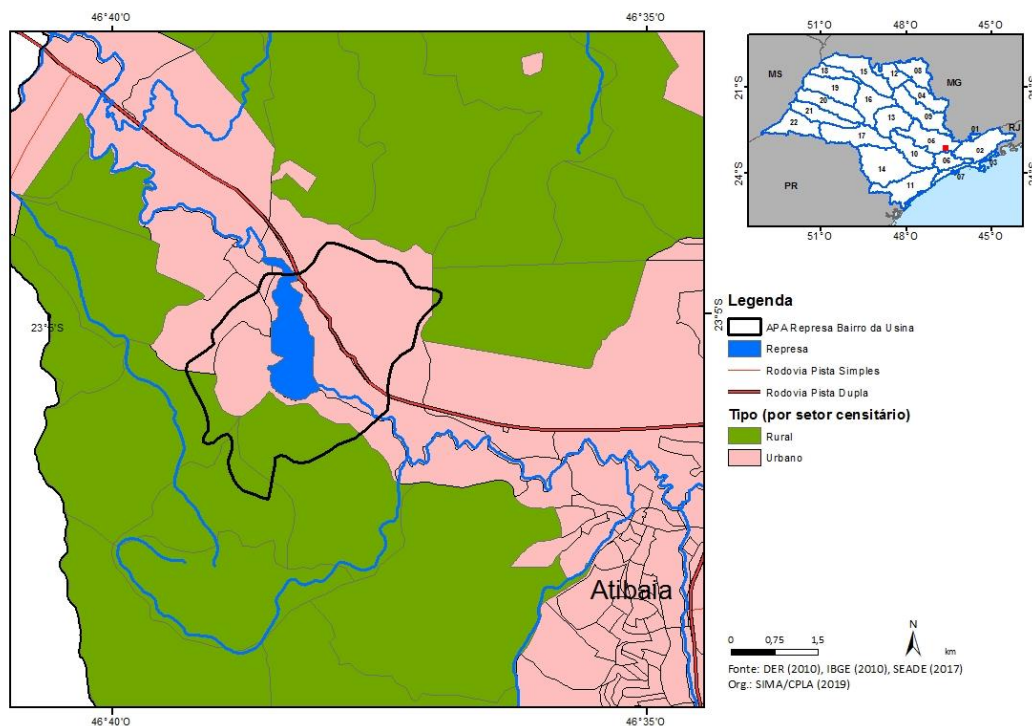 46°40'O
46°35'O
23°5'S
23°5'S
46°40'O
46°35'O
Atibaia
51°O
48°O
45°O
21°S
24°S
21°S
24°S
51°O
48°O
45°O
MS
MG
RJ
PR
18
15
12
08
19
04
20
16
21
13
09
22
17
06
01
10
02
06
03
14
07
11
Legenda
APA Represa Bairro da Usina
Represa
Rodovia Pista Simples
Rodovia Pista Dupla
Tipo (por setor censitário)
Rural
Urbano
0 0,75 1,5
km
N
Fonte: DER (2010), IBGE (2010), SEADE (2017)
Org.: SIMA/CPLA (2019)